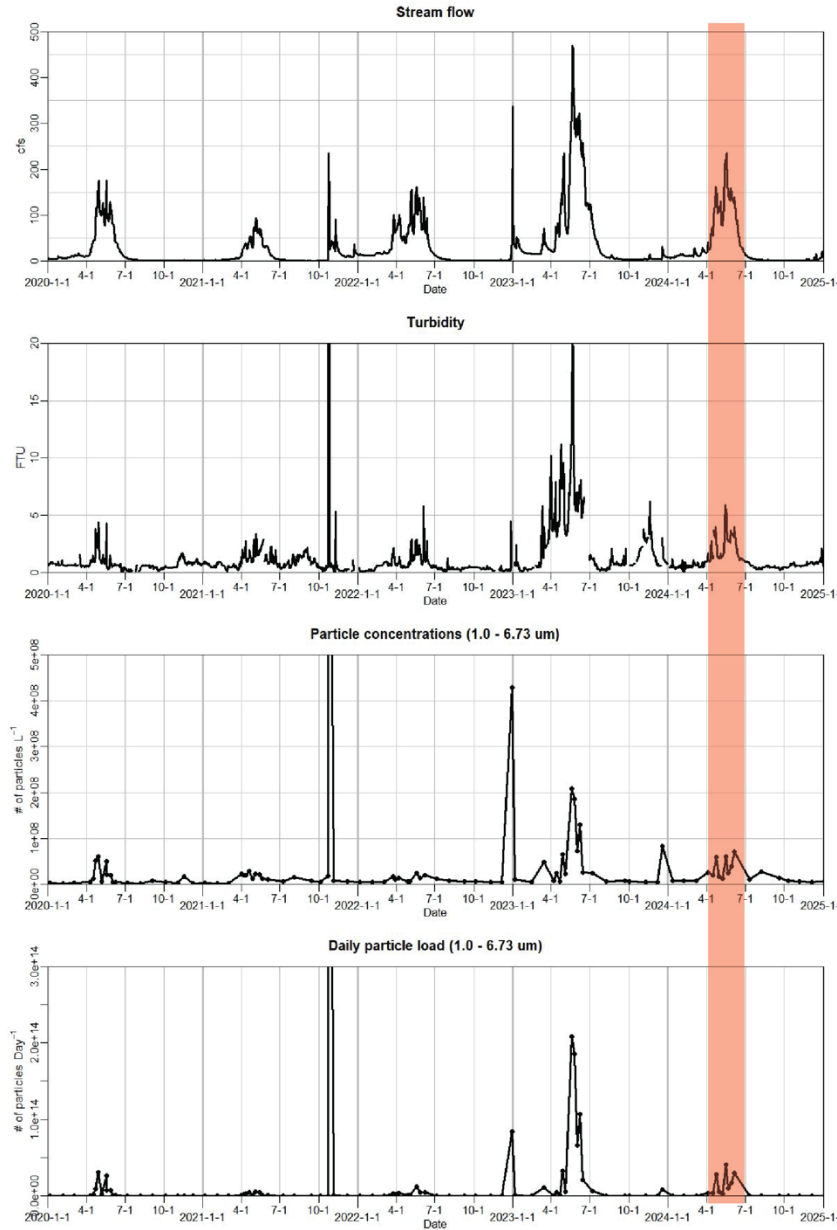 Stream flow
500
400
300
200
100
0
cfs
2020-1-1 4-1 7-1 10-1 2021-1-1 4-1 7-1 10-1 2022-1-1 4-1 7-1 10-1 2023-1-1 4-1 7-1 10-1 2024-1-1 4-1 7-1 10-1 2025-1-
Date
Turbidity
20
15
10
5
0
FTU
2020-1-1 4-1 7-1 10-1 2021-1-1 4-1 7-1 10-1 2022-1-1 4-1 7-1 10-1 2023-1-1 4-1 7-1 10-1 2024-1-1 4-1 7-1 10-1 2025-1-
Date
Particle concentrations (1.0 - 6.73 um)
5e+08
4e+08
3e+08
2e+08
1e+08
0e+00
# of particles L⁻¹
2020-1-1 4-1 7-1 10-1 2021-1-1 4-1 7-1 10-1 2022-1-1 4-1 7-1 10-1 2023-1-1 4-1 7-1 10-1 2024-1-1 4-1 7-1 10-1 2025-1-
Date
Daily particle load (1.0 - 6.73 um)
3.0e+14
2.0e+14
1.0e+14
0.0e+00
# of particles Day⁻¹
2020-1-1 4-1 7-1 10-1 2021-1-1 4-1 7-1 10-1 2022-1-1 4-1 7-1 10-1 2023-1-1 4-1 7-1 10-1 2024-1-1 4-1 7-1 10-1 2025-1-
Date